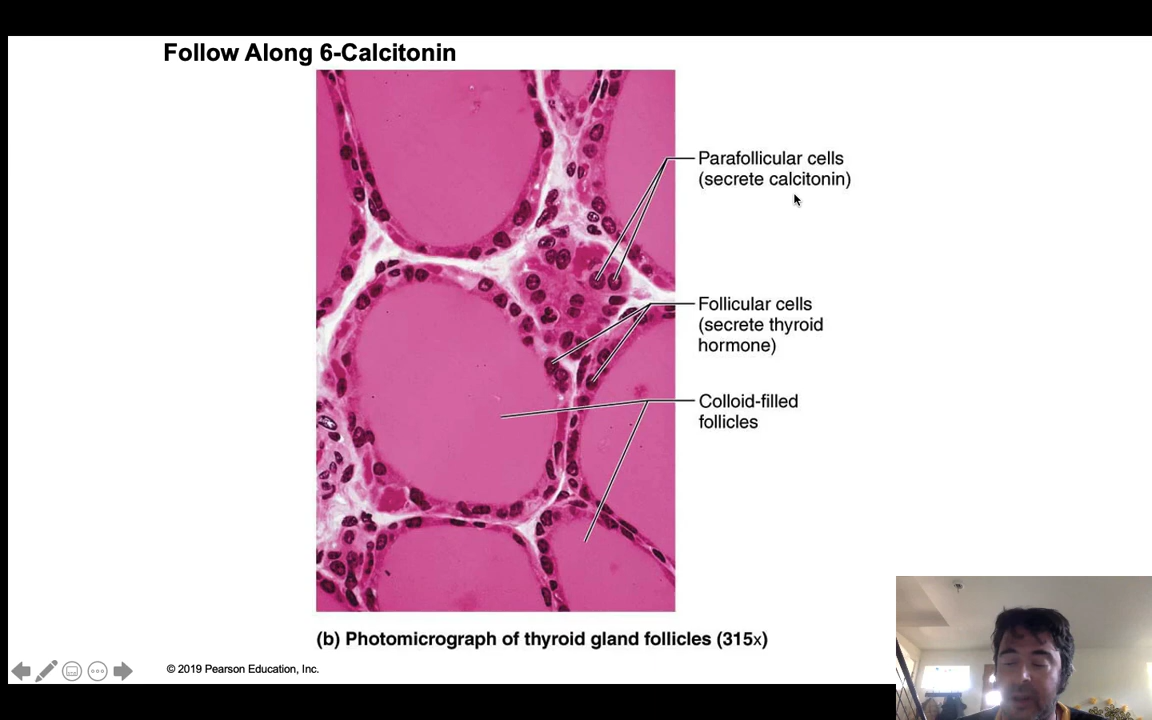 Follow Along 6-Calcitonin
Parafollicular cells
(secrete calcitonin)
Follicular cells
(secrete thyroid
hormone)
Colloid-filled
follicles
(b) Photomicrograph of thyroid gland follicles (315x)
© 2019 Pearson Education, Inc.